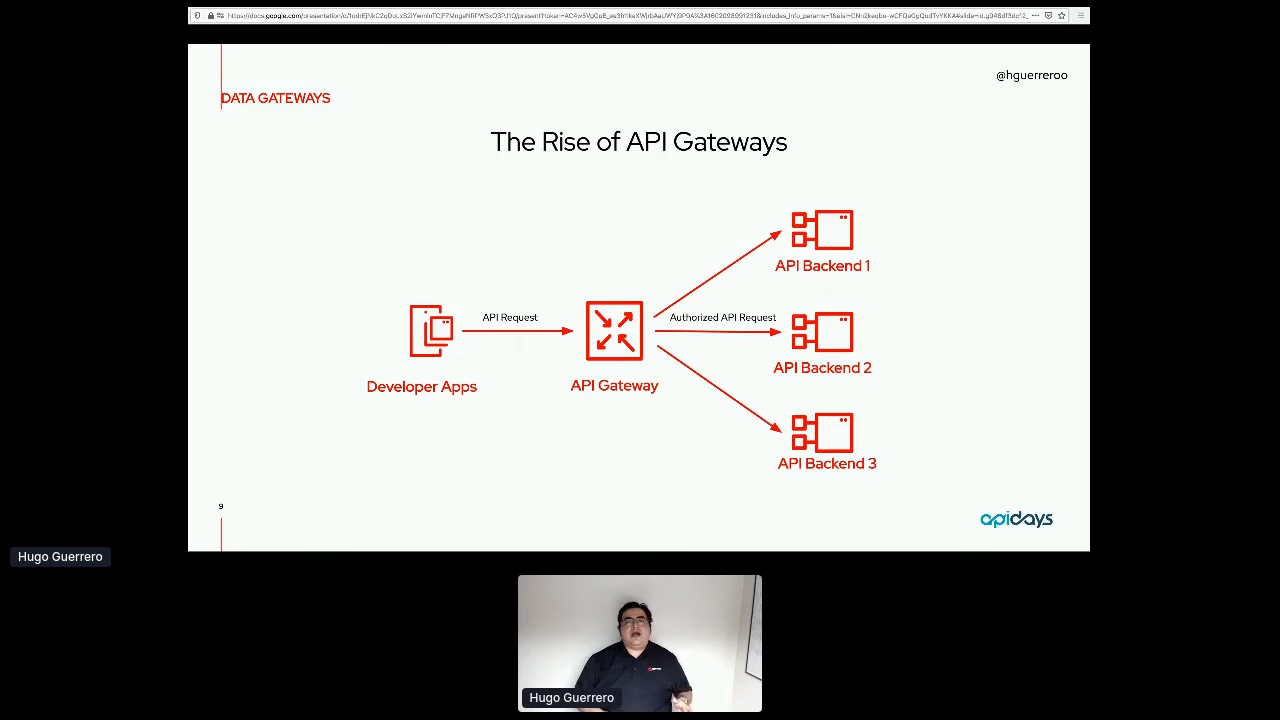 @hguerreroo
DATA GATEWAYS
The Rise of API Gateways
API Backend 1
API Request
Authorized API Request
API Backend 2
Developer Apps
API Gateway
API Backend 3
9
apidays
Hugo Guerrero
Hugo Guerrero